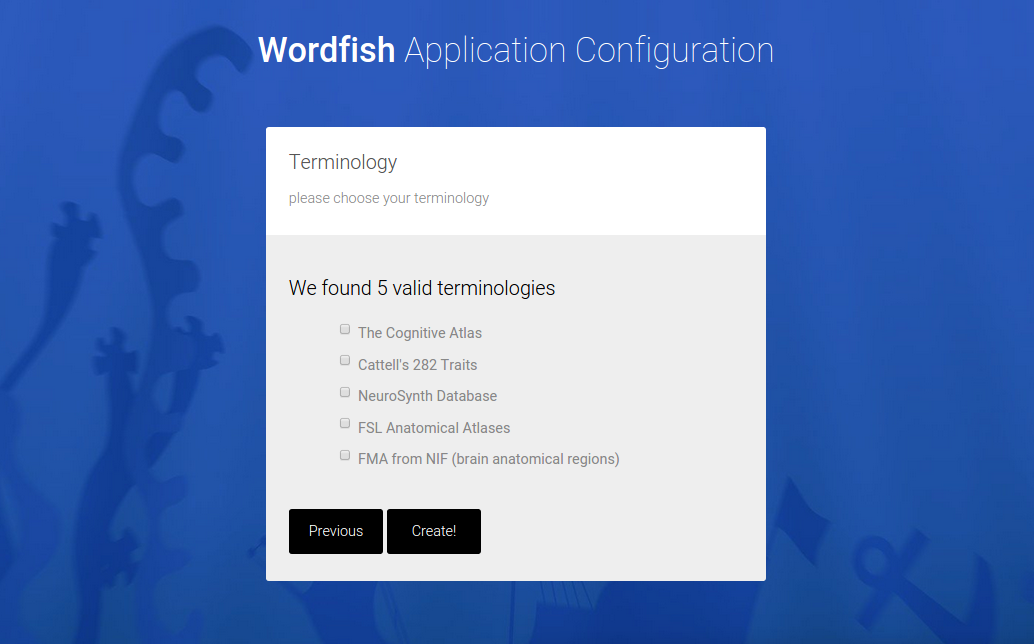 Wordfish Application Configuration
Terminology
please choose your terminology
We found 5 valid terminologies
The Cognitive Atlas
Cattell's 282 Traits
NeuroSynth Database
FSL Anatomical Atlases
FMA from NIF (brain anatomical regions)
Previous Create!